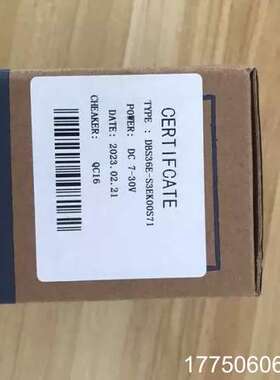 CERTIFCATE
TYPE : DBS36E-S3EK00S71
POWER: DC 7-30V
DATE: 2023.02.21
CHEAKER: QC16
17750606